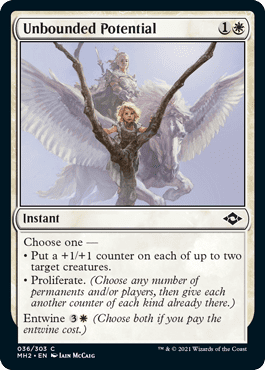 Unbounded Potential 1
Instant
Choose one —
• Put a +1/+1 counter on each of up to two
target creatures.
• Proliferate. (Choose any number of
permanents and/or players, then give each
another counter of each kind already there.)
Entwine 3 (Choose both if you pay the
entwine cost.)
036/303 C
MH2 • EN Iain McCaig
™ & © 2021 Wizards of the Coast